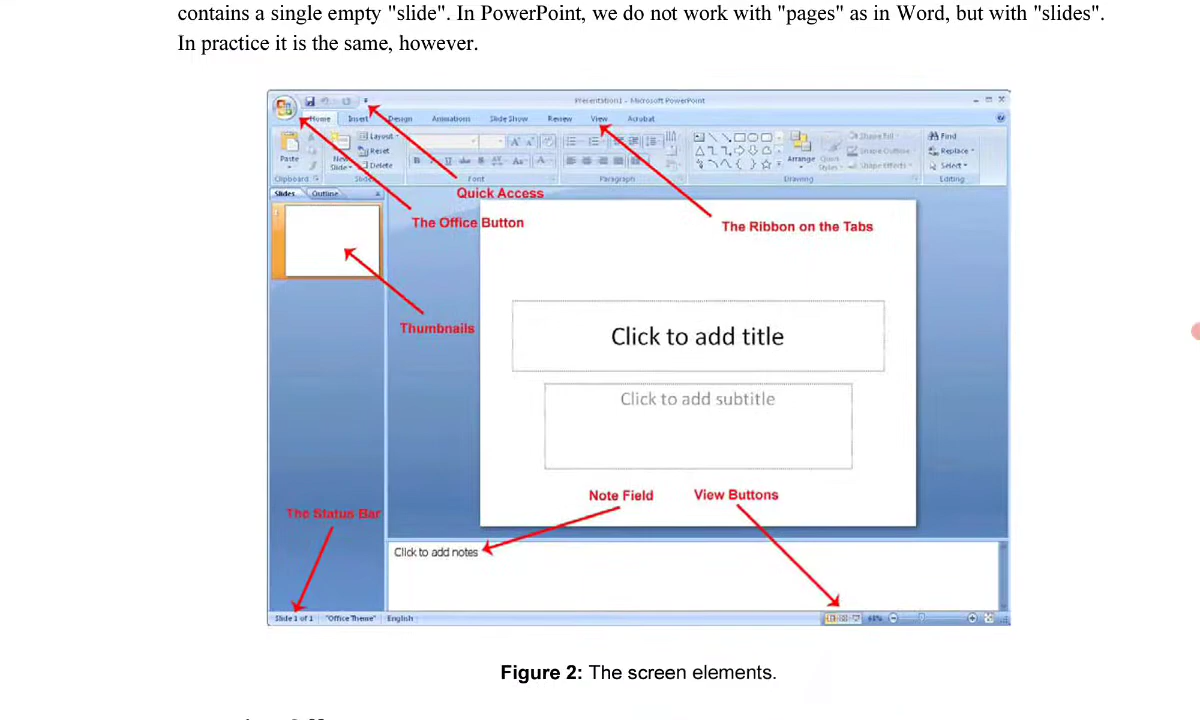 contains a single empty "slide". In PowerPoint, we do not work with "pages" as in Word, but with "slides".
In practice it is the same, however.
Presentation1 - Microsoft PowerPoint
Home Insert Design Animations Slide Show Review View Acrobat
Layout
Reset
Delete
Paste
New
Slide
Shape Fill
Shape Outline
Shape Effects
Arrange
Quick
Styles
Find
Replace
Select
Clipboard Slides Font Paragraph Drawing Editing
Slides Outline
Quick Access
The Office Button
The Ribbon on the Tabs
Thumbnails
Click to add title
Click to add subtitle
Note Field
View Buttons
The Status Bar
Click to add notes
Slide 1 of 1 "Office Theme" English 68%
Figure 2: The screen elements.